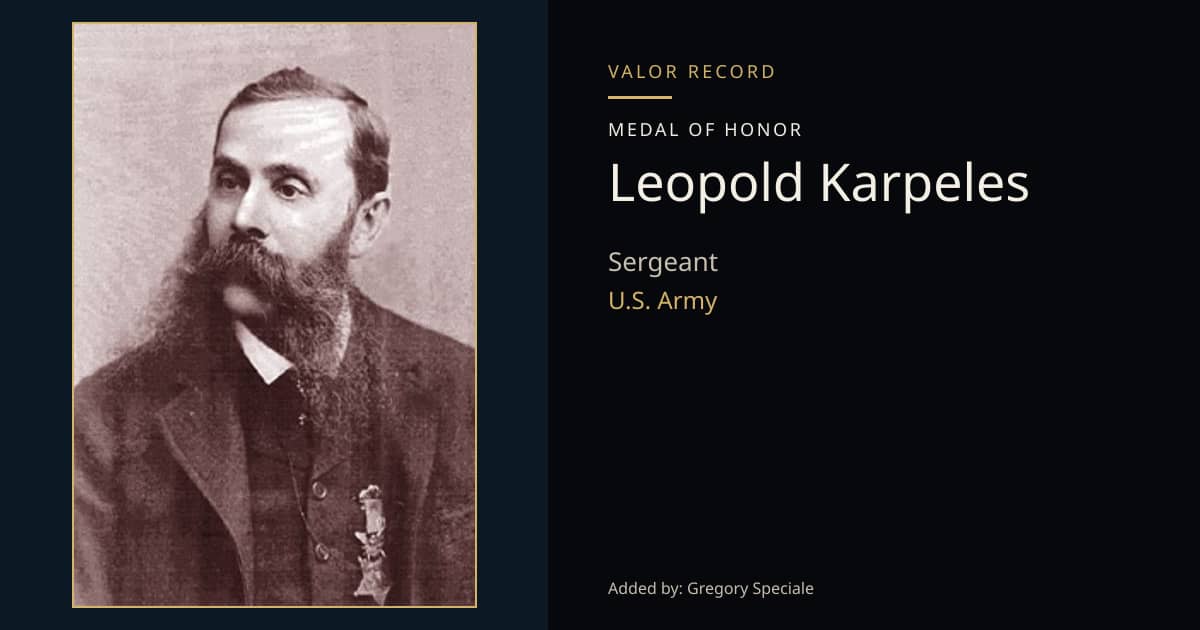 VALOR RECORD
MEDAL OF HONOR
Leopold Karpeles
Sergeant
U.S. Army
Added by: Gregory Speciale